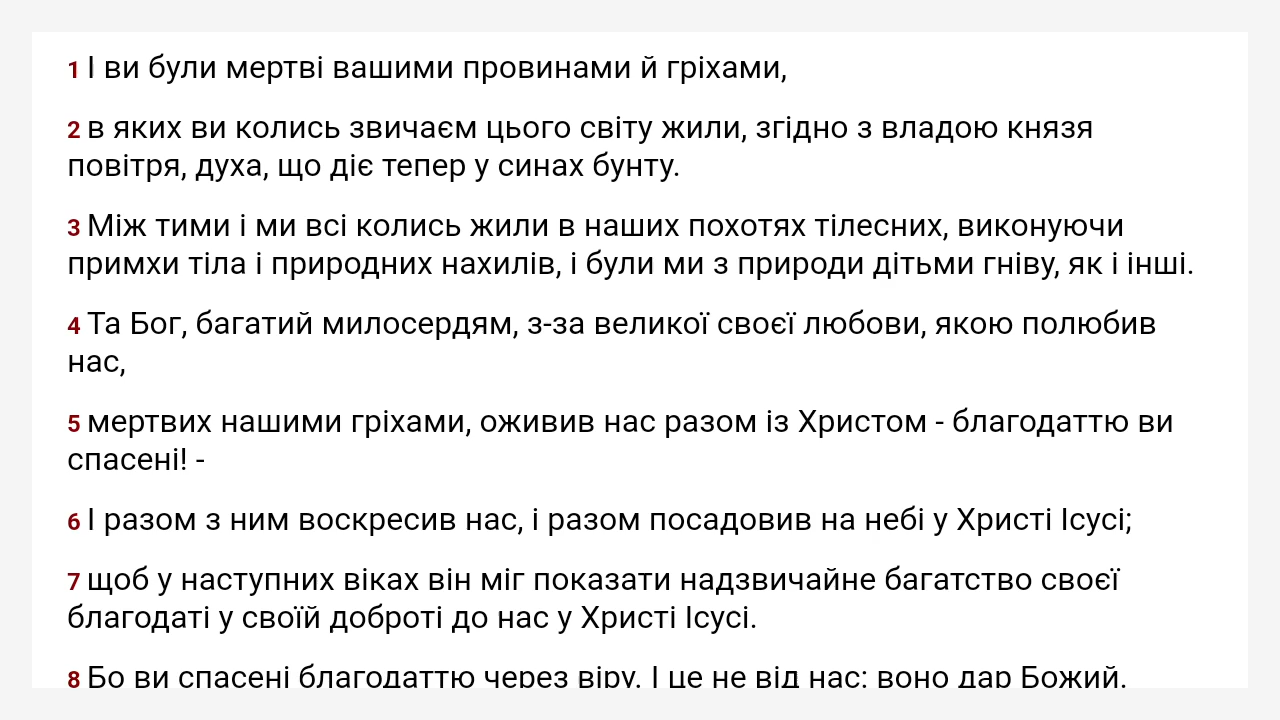 1 І ви були мертві вашими провинами й гріхами,
2 в яких ви колись звичаєм цього світу жили, згідно з владою князя
повітря, духа, що діє тепер у синах бунту.
3 Між тими і ми всі колись жили в наших похотях тілесних, виконуючи
примхи тіла і природних нахилів, і були ми з природи дітьми гніву, як і інші.
4 Та Бог, багатий милосердям, з-за великої своєї любови, якою полюбив
нас,
5 мертвих нашими гріхами, оживив нас разом із Христом - благодаттю ви
спасені! -
6 І разом з ним воскресив нас, і разом посадовив на небі у Христі Ісусі;
7 щоб у наступних віках він міг показати надзвичайне багатство своєї
благодаті у своїй доброті до нас у Христі Ісусі.
8 Бо ви спасені благодаттю через віру. І це не від нас: воно дар Божий.